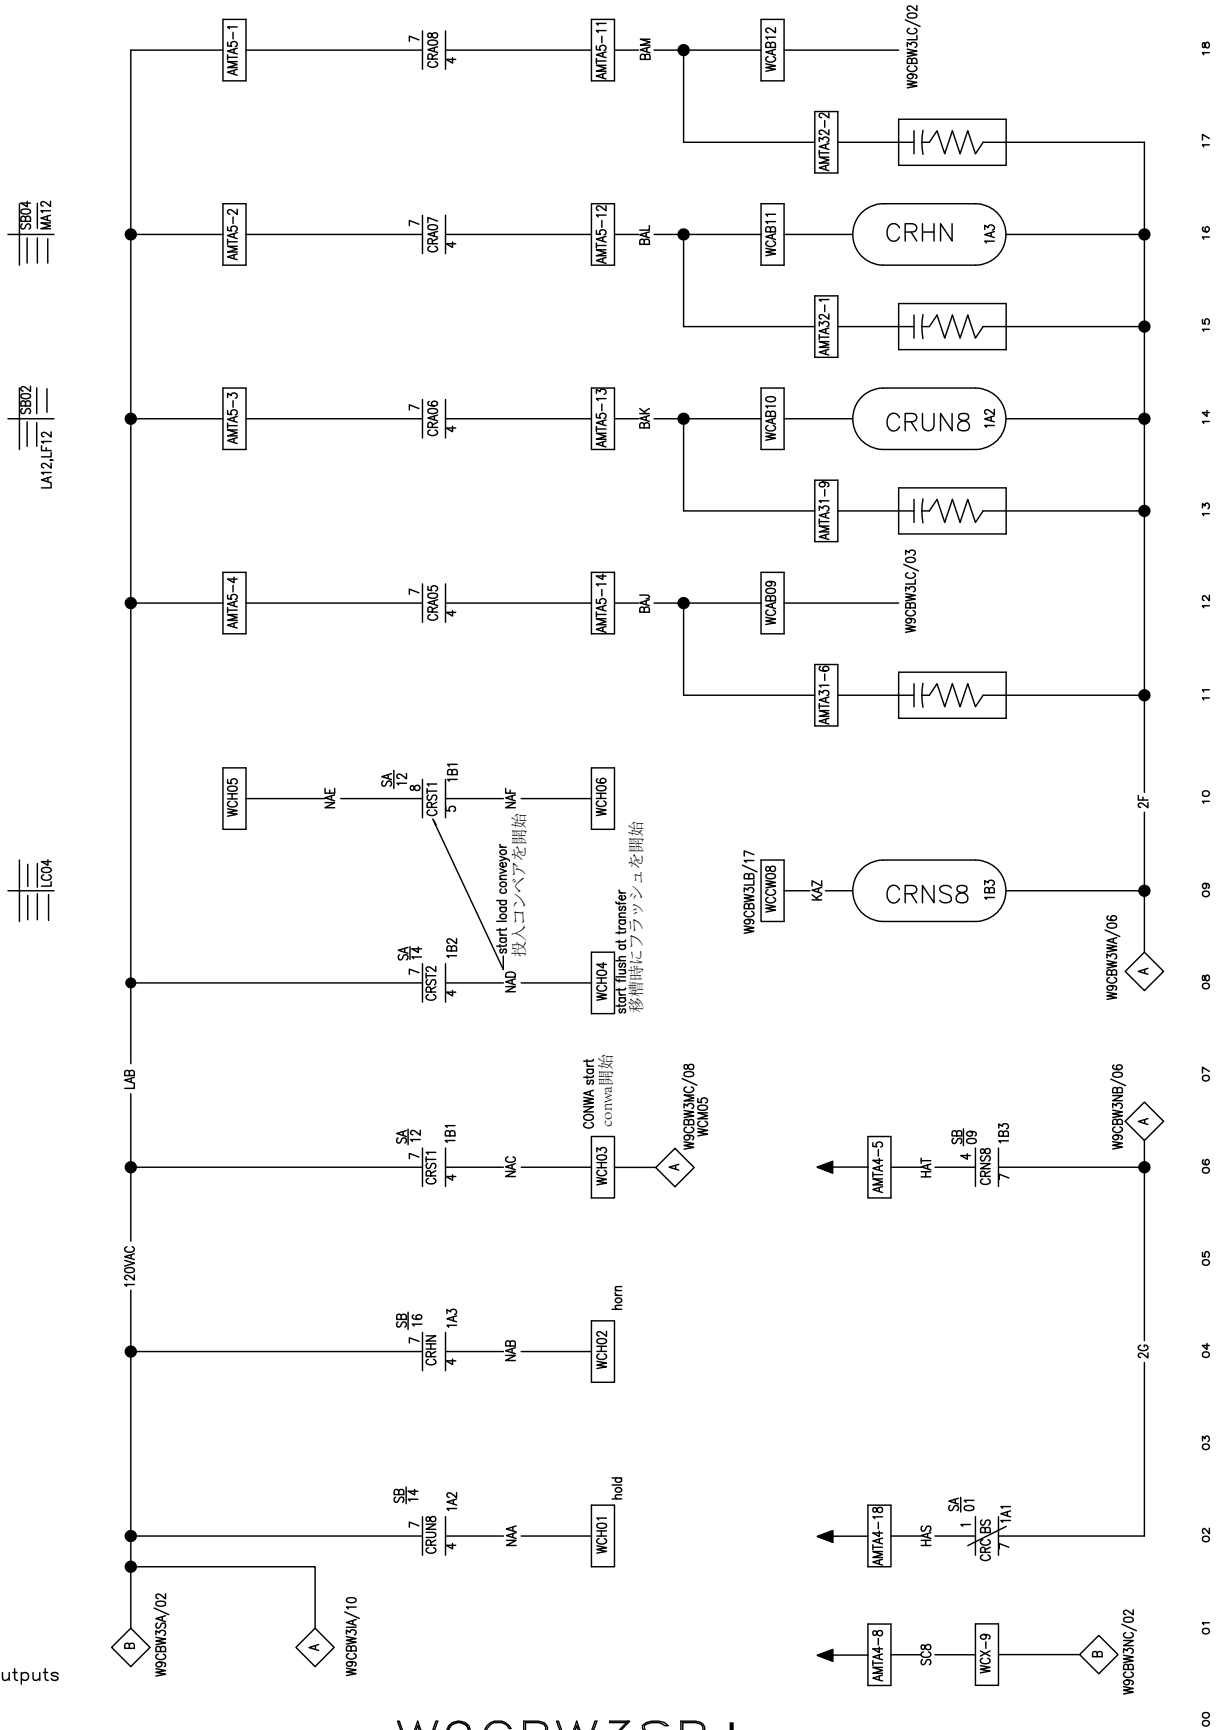 AMTA5-1
7
CRA08
4
AMTA5-11
BAM
WCAB12
W9CBW3LC/02
18
AMTA32-2
17
SB04
MA12
AMTA5-2
7
CRA07
4
AMTA5-12
BAL
WCAB11
CRHN
1A3
16
AMTA32-1
15
SB02
LA12,LF12
AMTA5-3
7
CRA06
4
AMTA5-13
BAK
WCAB10
CRUN8
1A2
14
AMTA31-9
13
AMTA5-4
7
CRA05
4
AMTA5-14
BAJ
WCAB09
W9CBW3LC/03
12
AMTA31-6
11
WCH05
NAE
SA
12
8
CRST1
5
1B1
NAF
WCH06
2F
10
LC04
start load conveyor
投入コンベアを開始
W9CBW3LB/17
WCCW08
KAZ
CRNS8
1B3
09
SA
14
7
CRST2
4
1B2
NAD
WCH04
start flush at transfer
移槽時にフラッシュを開始
W9CBW3WA/06
A
08
LAB
07
SA
12
7
CRST1
4
1B1
NAC
WCH03
CONWA start
conwa開始
A
W9CBW3MC/08
WCM05
AMTA4-5
HAT
SB
09
4
CRNS8
7
1B3
W9CBW3NB/06
A
06
120VAC
05
SB
16
7
CRHN
4
1A3
NAB
WCH02
horn
2G
04
03
SB
14
7
CRUN8
4
1A2
NAA
WCH01
hold
AMTA4-18
HAS
SA
01
1
CRCBS
7
1A1
02
B
W9CBW3SA/02
A
W9CBW3IA/10
AMTA4-8
SC8
WCX-9
B
W9CBW3NC/02
01
utputs
00